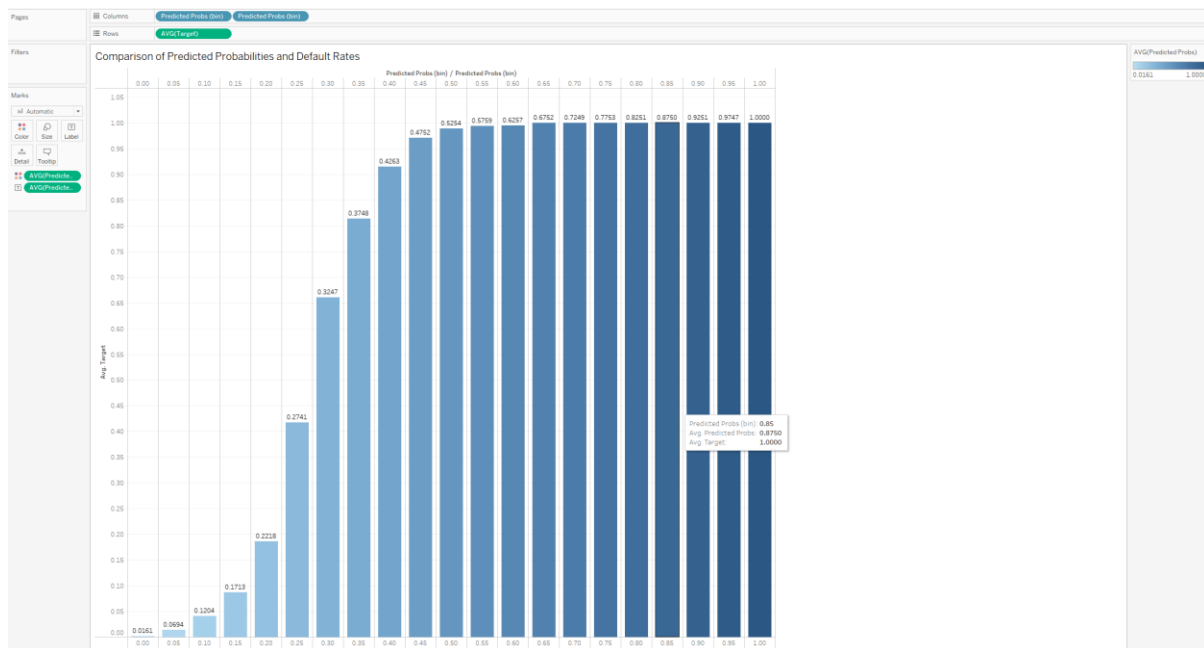 Pages
Columns
Predicted Probs (bin) Predicted Probs (bin)
Rows
AVG(Target)
Filters
Comparison of Predicted Probabilities and Default Rates
AVG(Predicted Probs)
0.0161 1.0000
Marks
Automatic
Color Size Label
Detail Tooltip
AVG(Predicte..
AVG(Predicte..
Predicted Probs (bin) / Predicted Probs (bin)
0.00 0.05 0.10 0.15 0.20 0.25 0.30 0.35 0.40 0.45 0.50 0.55 0.60 0.65 0.70 0.75 0.80 0.85 0.90 0.95 1.00
1.05
1.00
0.95
0.90
0.85
0.80
0.75
0.70
0.65
0.60
0.55
0.50
0.45
0.40
0.35
0.30
0.25
0.20
0.15
0.10
0.05
0.00
Avg. Target
0.0161 0.0694 0.1204 0.1713 0.2218 0.2741 0.3247 0.3748 0.4263 0.4752 0.5254 0.5759 0.6257 0.6752 0.7249 0.7753 0.8251 0.8750 0.9251 0.9747 1.0000
Predicted Probs (bin): 0.85
Avg. Predicted Probs: 0.8750
Avg. Target: 1.0000
0.00 0.05 0.10 0.15 0.20 0.25 0.30 0.35 0.40 0.45 0.50 0.55 0.60 0.65 0.70 0.75 0.80 0.85 0.90 0.95 1.00